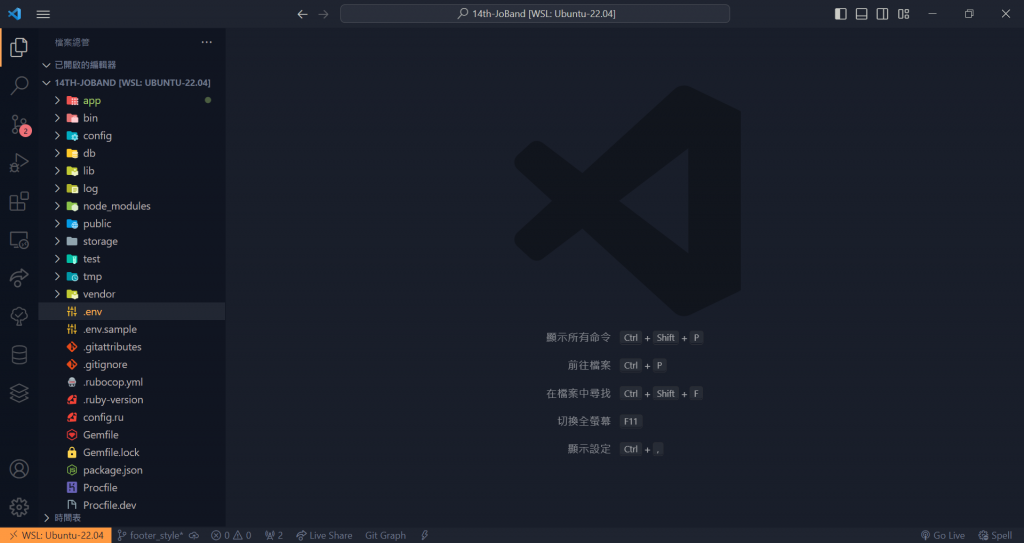 14th-JoBand [WSL: Ubuntu-22.04]
檔案總管
已開啟的編輯器
14TH-JOBAND [WSL: UBUNTU-22.04]
app
bin
config
db
lib
log
node_modules
public
storage
test
tmp
vendor
.env
.env.sample
.gitattributes
.gitignore
.rubocop.yml
.ruby-version
config.ru
Gemfile
Gemfile.lock
package.json
Procfile
Procfile.dev
時間表
2
顯示所有命令 Ctrl + Shift + P
前往檔案 Ctrl + P
在檔案中尋找 Ctrl + Shift + F
切換全螢幕 F11
顯示設定 Ctrl + ,
WSL: Ubuntu-22.04 footer_style* 0 0 2 Live Share Git Graph Go Live Spell